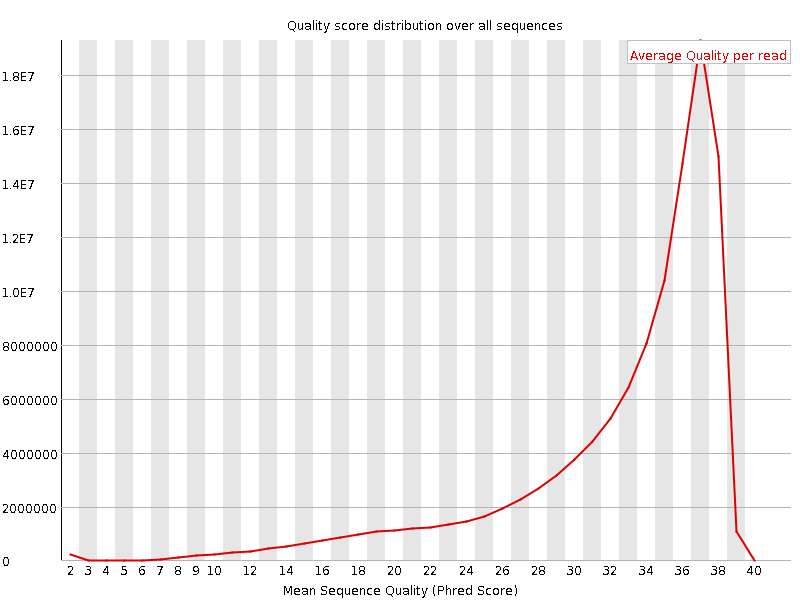 Quality score distribution over all sequences
Average Quality per read
1.8E7
1.6E7
1.4E7
1.2E7
1.0E7
8000000
6000000
4000000
2000000
0
2 3 4 5 6 7 8 9 10 12 14 16 18 20 22 24 26 28 30 32 34 36 38 40
Mean Sequence Quality (Phred Score)